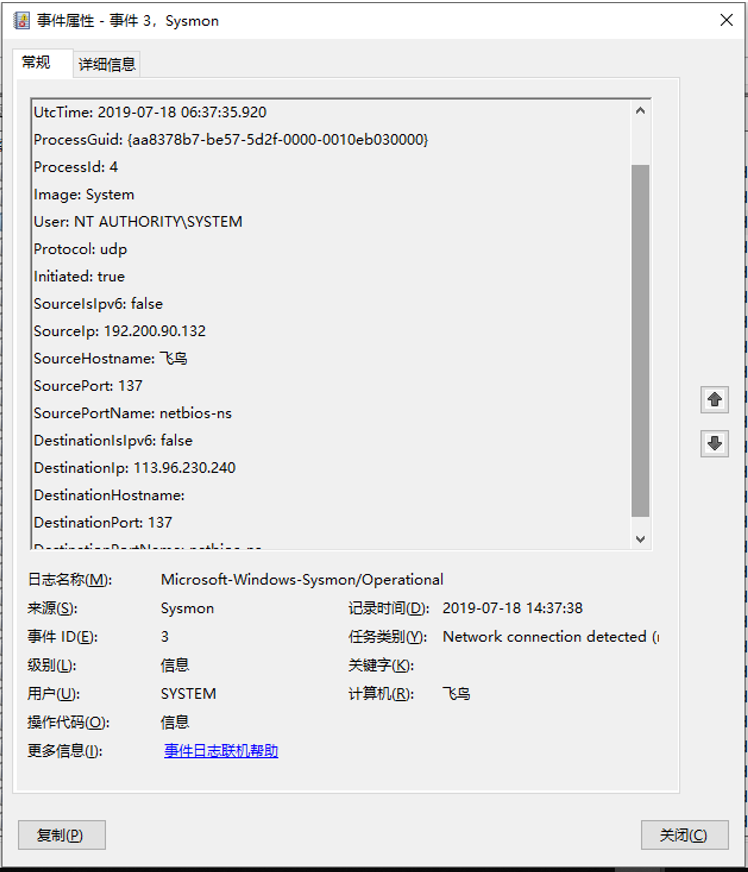 事件属性 - 事件 3，Sysmon
常规 详细信息
UtcTime: 2019-07-18 06:37:35.920
ProcessGuid: {aa8378b7-be57-5d2f-0000-0010eb030000}
ProcessId: 4
Image: System
User: NT AUTHORITY\SYSTEM
Protocol: udp
Initiated: true
SourceIsIpv6: false
SourceIp: 192.200.90.132
SourceHostname: 飞鸟
SourcePort: 137
SourcePortName: netbios-ns
DestinationIsIpv6: false
DestinationIp: 113.96.230.240
DestinationHostname:
DestinationPort: 137
DestinationPortName: netbios-ns
日志名称(M): Microsoft-Windows-Sysmon/Operational
来源(S): Sysmon 记录时间(D): 2019-07-18 14:37:38
事件 ID(E): 3 任务类别(Y): Network connection detected (r
级别(L): 信息 关键字(K):
用户(U): SYSTEM 计算机(R): 飞鸟
操作代码(O): 信息
更多信息(I): 事件日志联机帮助
复制(P) 关闭(C)